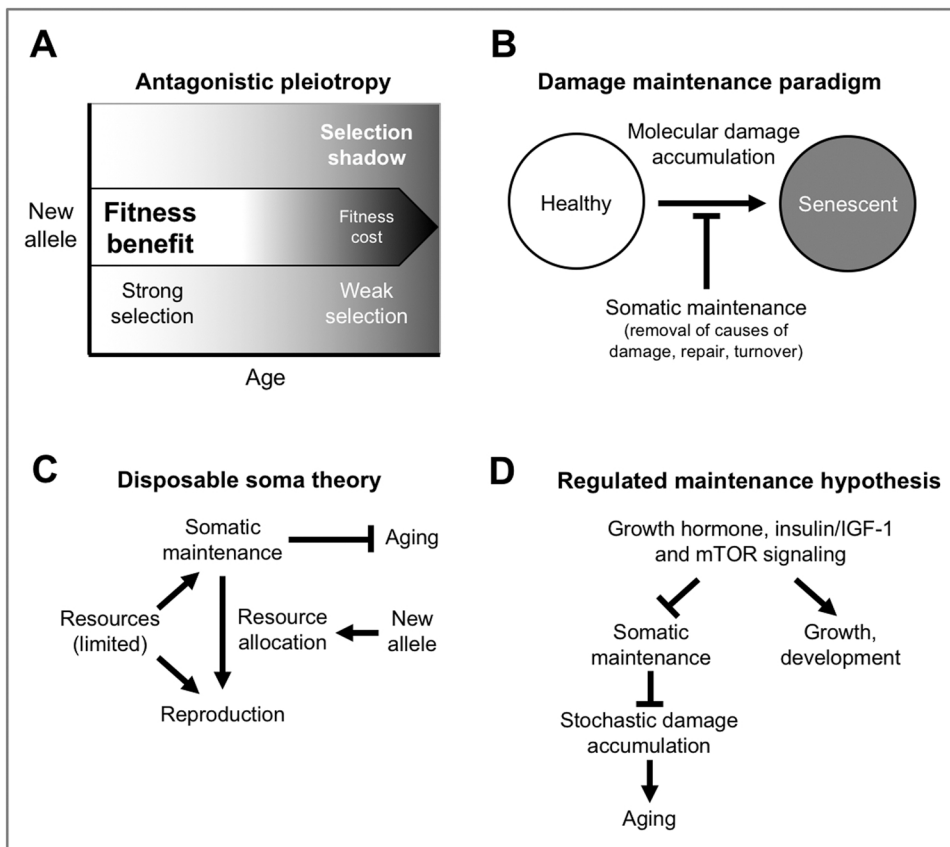 A
Antagonistic pleiotropy
Selection
shadow
New
allele
Fitness
benefit
Fitness
cost
Strong
selection
Weak
selection
Age
B
Damage maintenance paradigm
Molecular damage
accumulation
Healthy
Senescent
Somatic maintenance
(removal of causes of
damage, repair, turnover)
C
Disposable soma theory
Somatic
maintenance
Aging
Resources
(limited)
Resource
allocation
New
allele
Reproduction
D
Regulated maintenance hypothesis
Growth hormone, insulin/IGF-1
and mTOR signaling
Somatic
maintenance
Growth,
development
Stochastic damage
accumulation
Aging